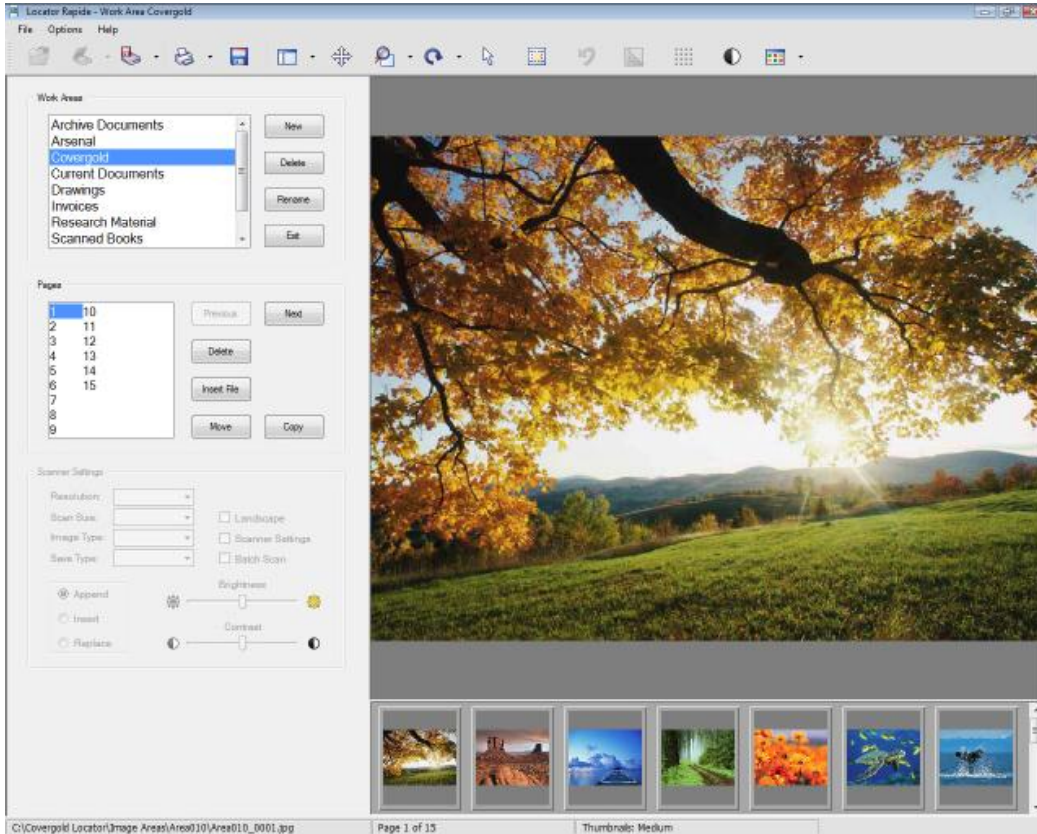 Locator Rapide - Work Area Covergold
File Options Help
Work Areas
Archive Documents
Arsenal
Covergold
Current Documents
Drawings
Invoices
Research Material
Scanned Books
New
Delete
Rename
Exit
Pages
1 10
2 11
3 12
4 13
5 14
6 15
7
8
9
Previous Next
Delete
Insert File
Move Copy
Scanner Settings
Resolution:
Scan Size: Landscape
Image Type: Scanner Settings
Save Type: Batch Scan
Append
Insert
Replace
Brightness
Contrast
C:\Covergold Locator\Image Areas\Area010\Area010_0001.jpg Page 1 of 15 Thumbnails: Medium